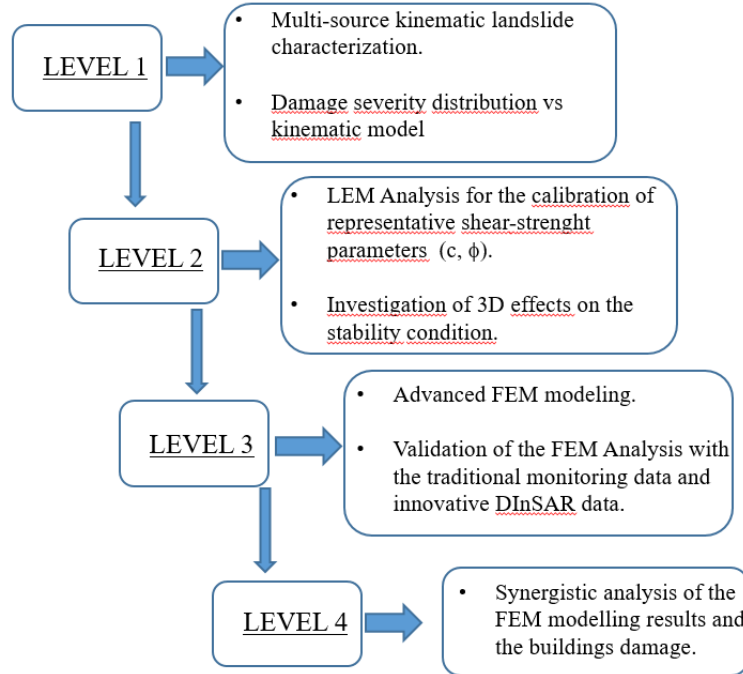 LEVEL 1
• Multi-source kinematic landslide
characterization.
• Damage severity distribution vs
kinematic model
LEVEL 2
• LEM Analysis for the calibration of
representative shear-strenght
parameters (c, ϕ).
• Investigation of 3D effects on the
stability condition.
LEVEL 3
• Advanced FEM modeling.
• Validation of the FEM Analysis with
the traditional monitoring data and
innovative DInSAR data.
LEVEL 4
• Synergistic analysis of the
FEM modelling results and
the buildings damage.